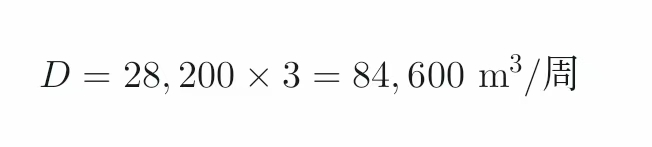 D = 28,200 × 3 = 84,600 m³/周